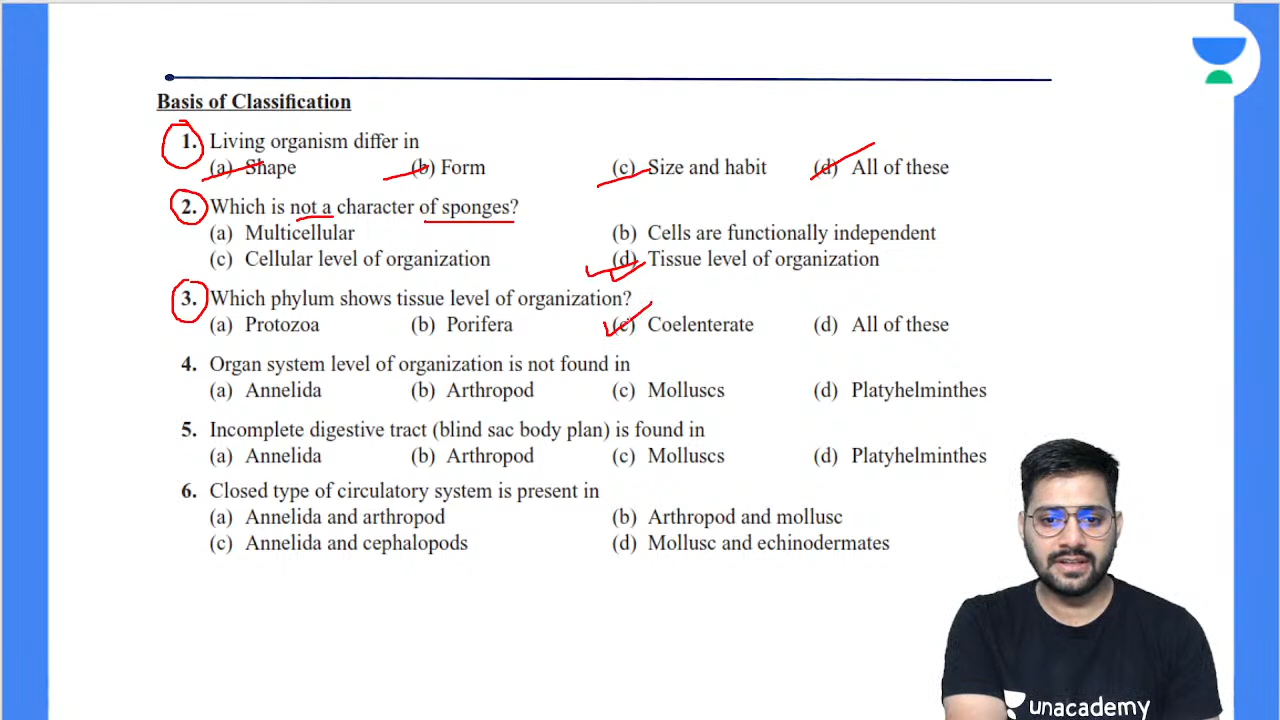 Basis of Classification
1. Living organism differ in
(a) Shape (b) Form (c) Size and habit (d) All of these
2. Which is not a character of sponges?
(a) Multicellular (b) Cells are functionally independent
(c) Cellular level of organization (d) Tissue level of organization
3. Which phylum shows tissue level of organization?
(a) Protozoa (b) Porifera (c) Coelenterate (d) All of these
4. Organ system level of organization is not found in
(a) Annelida (b) Arthropod (c) Molluscs (d) Platyhelminthes
5. Incomplete digestive tract (blind sac body plan) is found in
(a) Annelida (b) Arthropod (c) Molluscs (d) Platyhelminthes
6. Closed type of circulatory system is present in
(a) Annelida and arthropod (b) Arthropod and mollusc
(c) Annelida and cephalopods (d) Mollusc and echinodermates
unacademy